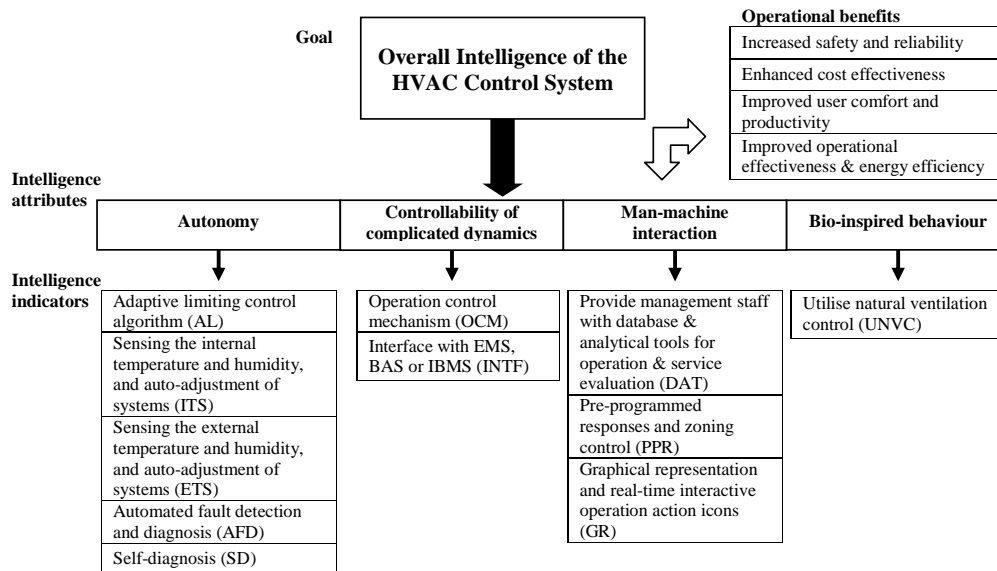 Goal
Overall Intelligence of the
HVAC Control System
Operational benefits
Increased safety and reliability
Enhanced cost effectiveness
Improved user comfort and
productivity
Improved operational
effectiveness & energy efficiency
Intelligence
attributes
Autonomy
Controllability of
complicated dynamics
Man-machine
interaction
Bio-inspired behaviour
Intelligence
indicators
Adaptive limiting control
algorithm (AL)
Sensing the internal
temperature and humidity,
and auto-adjustment of
systems (ITS)
Sensing the external
temperature and humidity,
and auto-adjustment of
systems (ETS)
Automated fault detection
and diagnosis (AFD)
Self-diagnosis (SD)
Operation control
mechanism (OCM)
Interface with EMS,
BAS or IBMS (INTF)
Provide management staff
with database &
analytical tools for
operation & service
evaluation (DAT)
Pre-programmed
responses and zoning
control (PPR)
Graphical representation
and real-time interactive
operation action icons
(GR)
Utilise natural ventilation
control (UNVC)